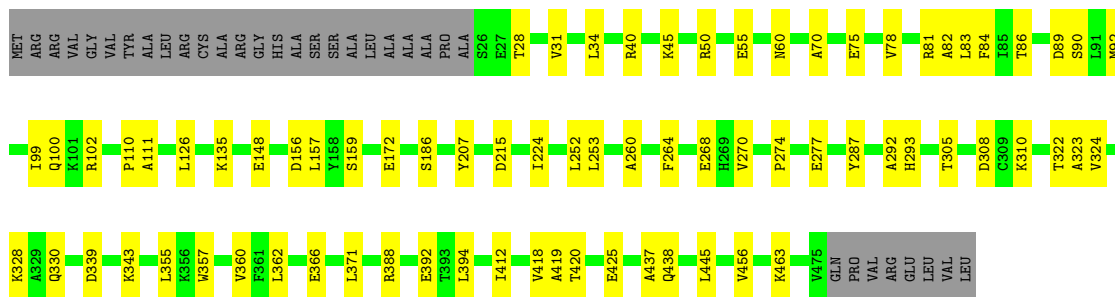 MET ARG ARG VAL GLY VAL TYR ALA LEU ARG CYS ALA ARG GLY HIS ALA SER SER ALA LEU ALA ALA ALA PRO ALA S26 E27 T28 V31 L34 R40 K45 R50 E55 N60 A70 E75 V78 R81 A82 L83 F84 I85 T86 D89 S90 L91
I99 Q100 K101 R102 P110 A111 L126 K135 E148 D156 L157 Y158 S159 E172 S186 Y207 D215 I224 L252 L253 A260 F264 E268 H269 V270 P274 E277 Y287 A292 H293 T305 D308 C309 K310 T322 A323 V324
K328 A329 Q330 D339 K343 L355 K356 W357 V360 F361 L362 E366 L371 R388 E392 T393 L394 I412 V418 A419 T420 E425 A437 Q438 L445 V456 K463 V475 GLN PRO VAL ARG GLU LEU VAL LEU